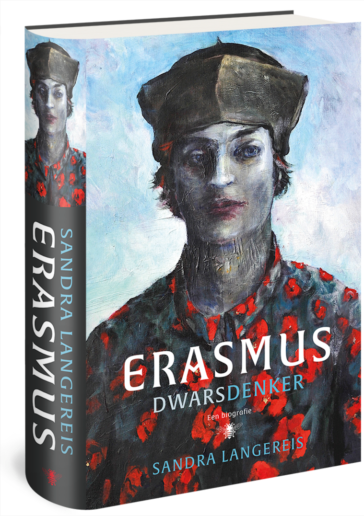 ERASMUS
DWARSDENKER
Een biografie
SANDRA LANGEREIS
SANDRA LANGEREIS
ERASMUS